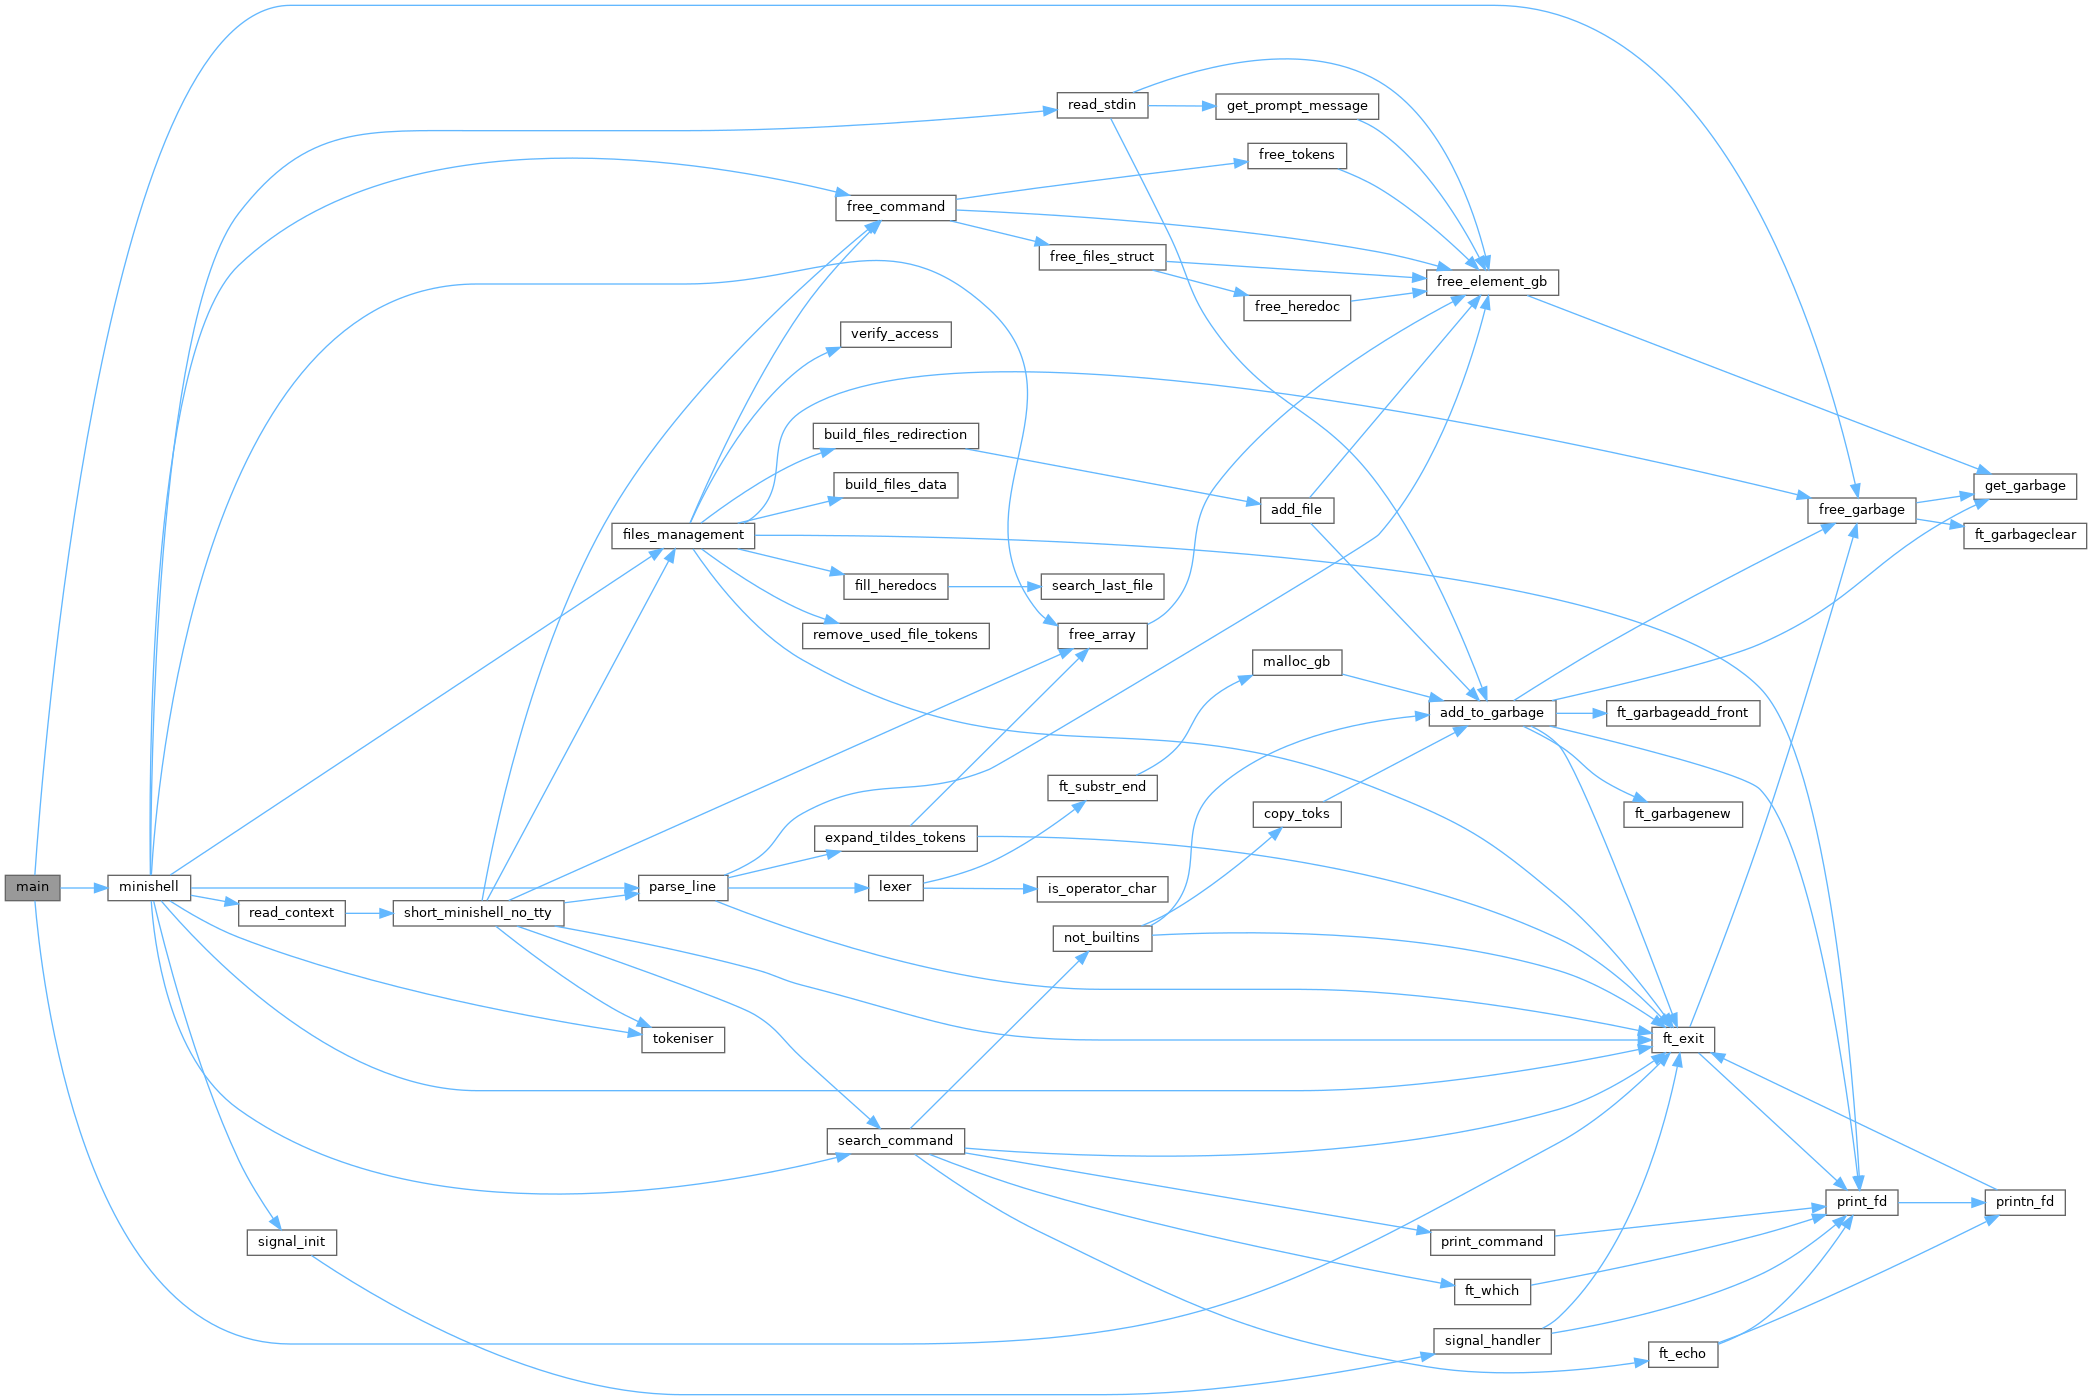 read_stdin
get_prompt_message
free_tokens
free_command
free_files_struct
free_element_gb
free_heredoc
verify_access
build_files_redirection
build_files_data
get_garbage
add_file
free_garbage
files_management
ft_garbageclear
fill_heredocs
search_last_file
remove_used_file_tokens
free_array
malloc_gb
add_to_garbage
ft_garbageadd_front
ft_substr_end
copy_toks
ft_garbagenew
expand_tildes_tokens
main
minishell
parse_line
lexer
is_operator_char
read_context
short_minishell_no_tty
not_builtins
tokeniser
ft_exit
search_command
print_fd
printn_fd
signal_init
print_command
ft_which
signal_handler
ft_echo